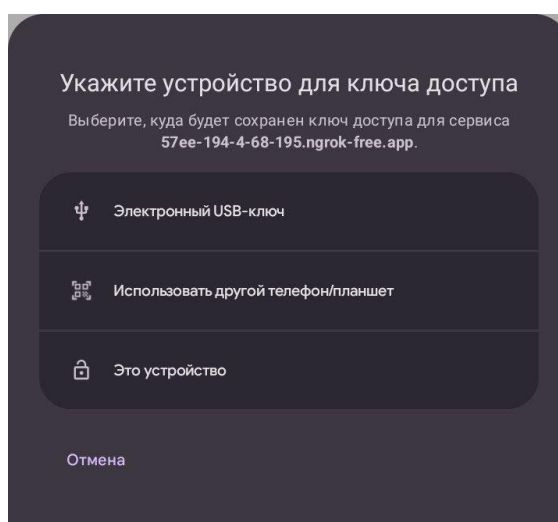 Укажите устройство для ключа доступа
Выберите, куда будет сохранен ключ доступа для сервиса
57ee-194-4-68-195.ngrok-free.app.
Электронный USB-ключ
Использовать другой телефон/планшет
Это устройство
Отмена